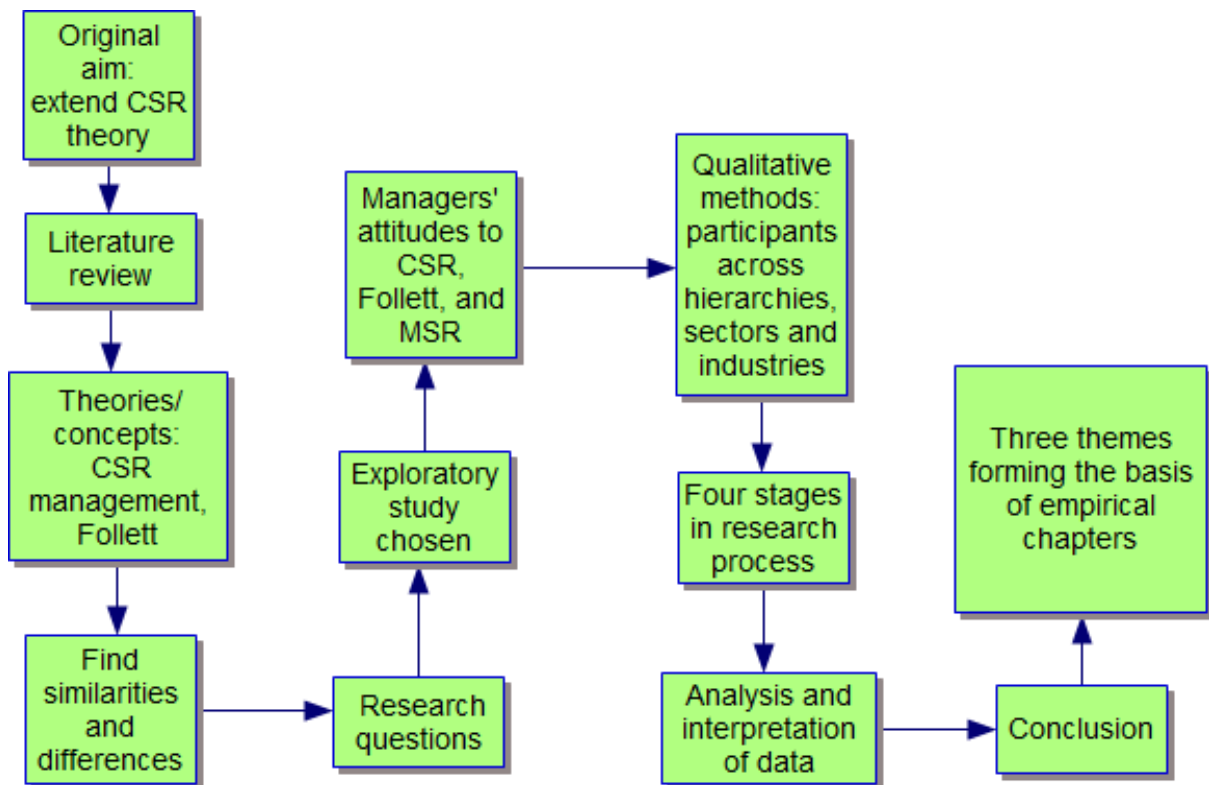 Original
aim:
extend CSR
theory
Literature
review
Theories/
concepts:
CSR
management,
Follett
Find
similarities
and
differences
Research
questions
Exploratory
study
chosen
Managers'
attitudes to
CSR,
Follett, and
MSR
Qualitative
methods:
participants
across
hierarchies,
sectors and
industries
Four stages
in research
process
Analysis and
interpretation
of data
Conclusion
Three themes
forming the basis
of empirical
chapters